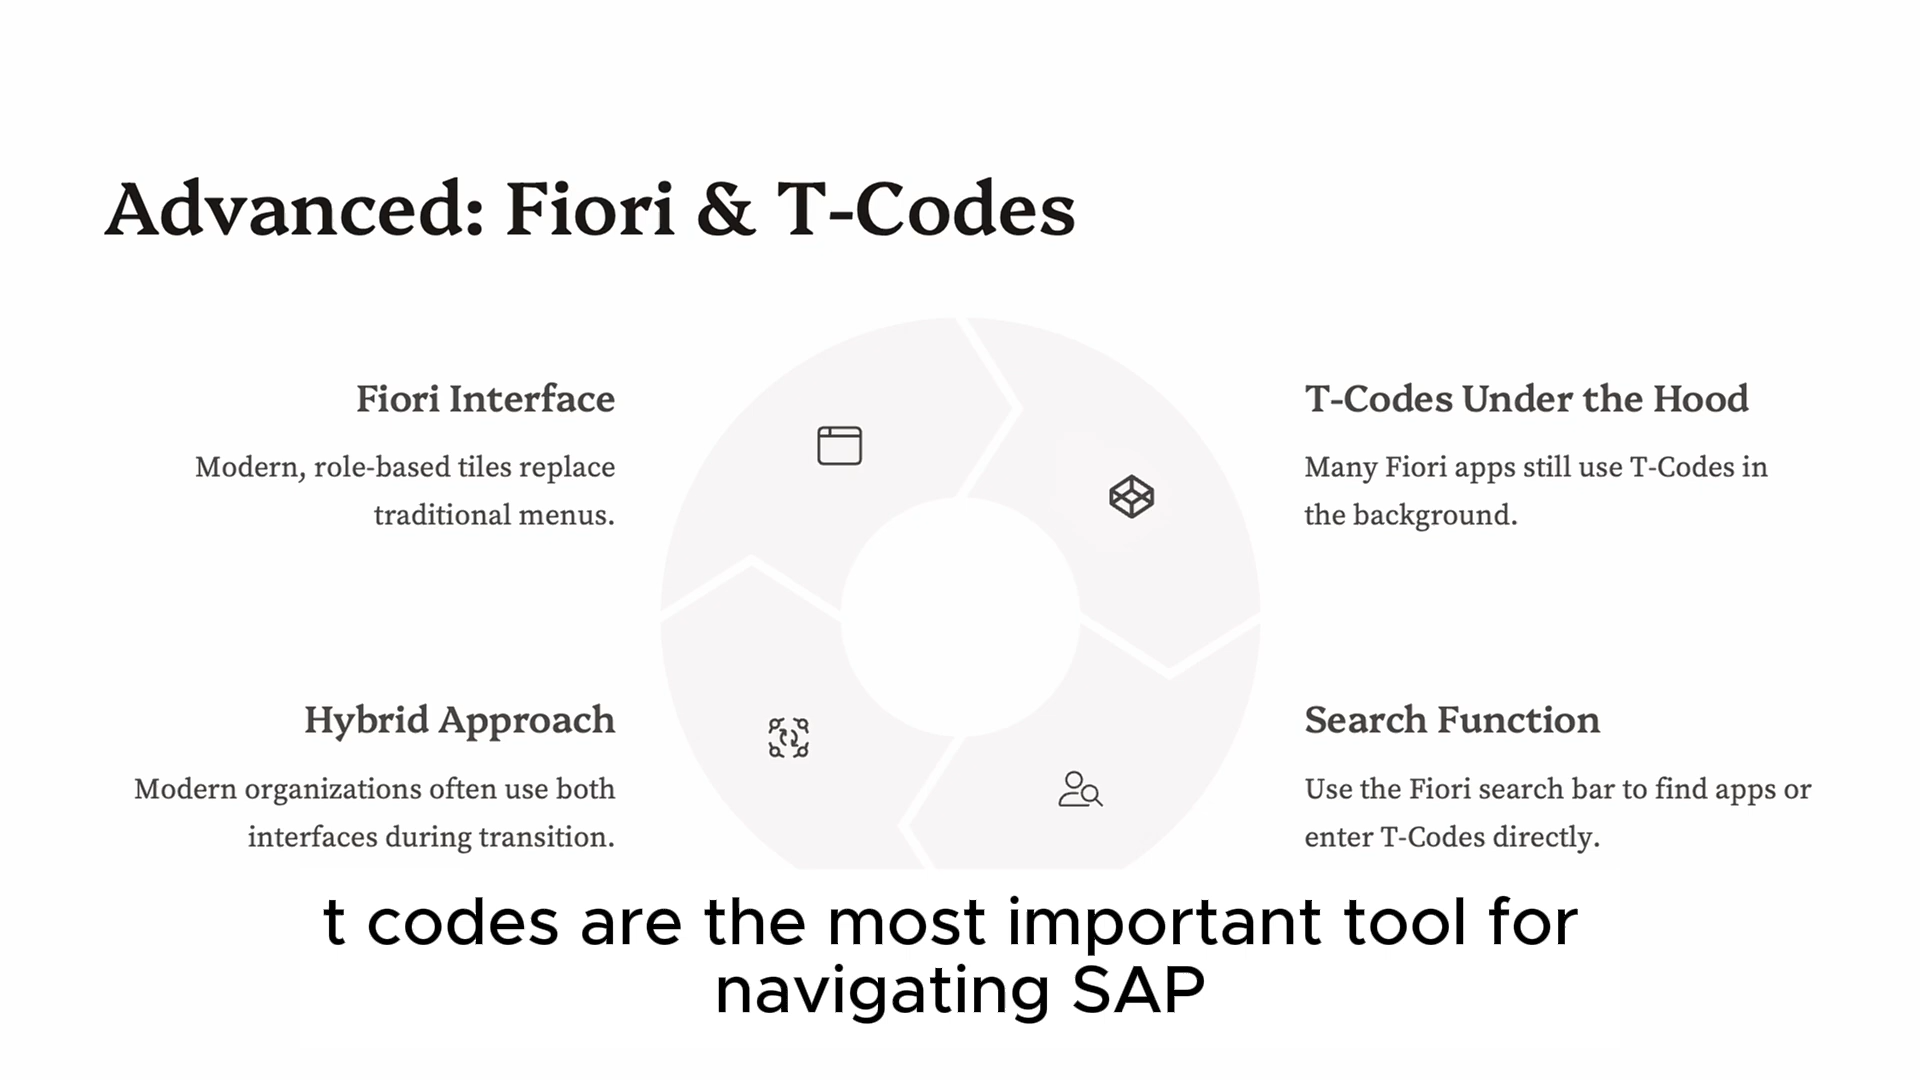 Advanced: Fiori & T-Codes
Fiori Interface
Modern, role-based tiles replace
traditional menus.
T-Codes Under the Hood
Many Fiori apps still use T-Codes in
the background.
Hybrid Approach
Modern organizations often use both
interfaces during transition.
Search Function
Use the Fiori search bar to find apps or
enter T-Codes directly.
t codes are the most important tool for
navigating SAP